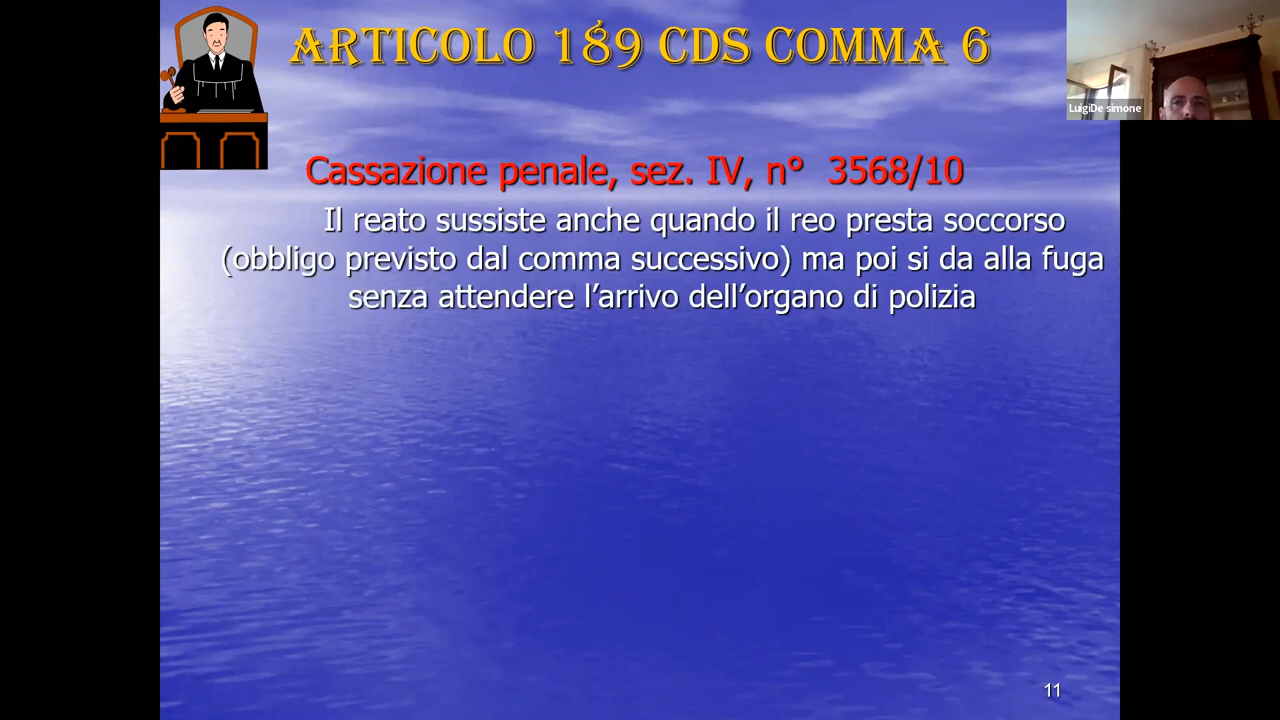 ARTICOLO 189 CDS COMMA 6
LuigiDe simone
Cassazione penale, sez. IV, n° 3568/10
Il reato sussiste anche quando il reo presta soccorso
(obbligo previsto dal comma successivo) ma poi si da alla fuga
senza attendere l’arrivo dell’organo di polizia
11